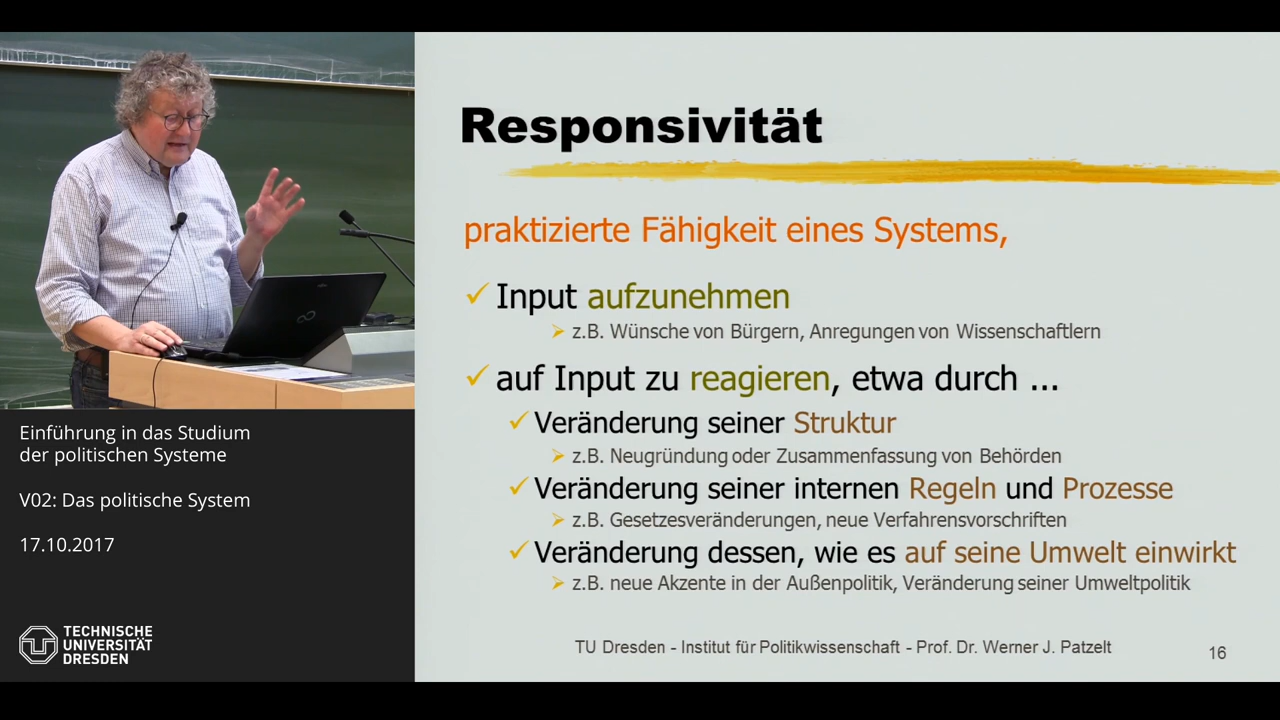 Responsivität
praktizierte Fähigkeit eines Systems,
Input aufzunehmen
z.B. Wünsche von Bürgern, Anregungen von Wissenschaftlern
auf Input zu reagieren, etwa durch ...
Veränderung seiner Struktur
z.B. Neugründung oder Zusammenfassung von Behörden
Veränderung seiner internen Regeln und Prozesse
z.B. Gesetzesveränderungen, neue Verfahrensvorschriften
Veränderung dessen, wie es auf seine Umwelt einwirkt
z.B. neue Akzente in der Außenpolitik, Veränderung seiner Umweltpolitik
TU Dresden - Institut für Politikwissenschaft - Prof. Dr. Werner J. Patzelt
16
Einführung in das Studium
der politischen Systeme
V02: Das politische System
17.10.2017
TECHNISCHE
UNIVERSITÄT
DRESDEN